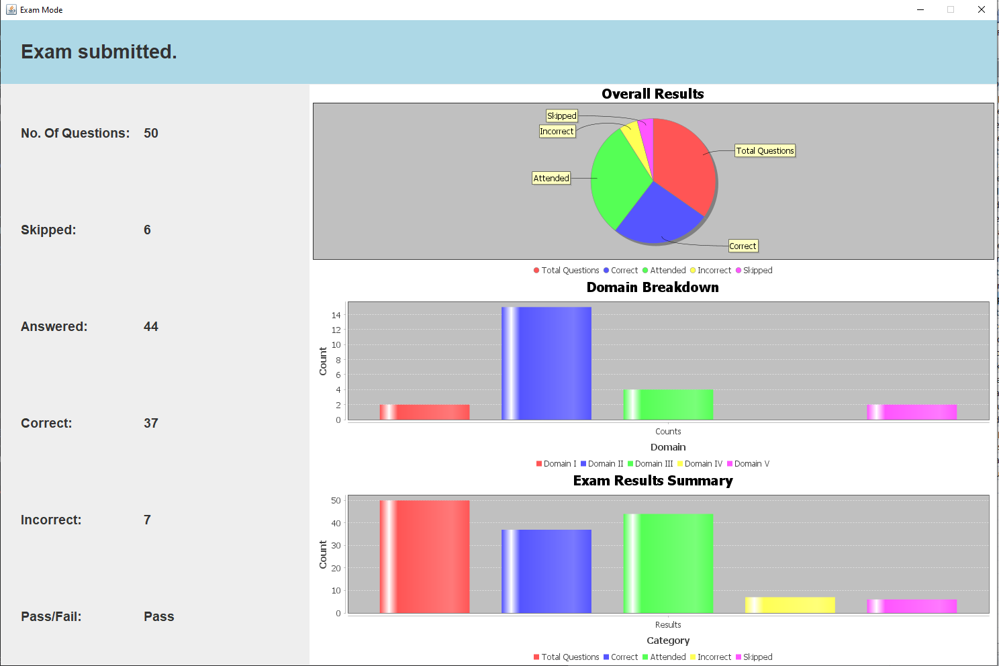 Exam Mode
Exam submitted.
No. Of Questions: 50
Skipped: 6
Answered: 44
Correct: 37
Incorrect: 7
Pass/Fail: Pass
Overall Results
Skipped
Incorrect
Total Questions
Attended
Correct
Total Questions Correct Attended Incorrect Skipped
Domain Breakdown
14
12
10
8
6
4
2
0
Count
Counts
Domain
Domain I Domain II Domain III Domain IV Domain V
Exam Results Summary
50
40
30
20
10
0
Count
Results
Category
Total Questions Correct Attended Incorrect Skipped